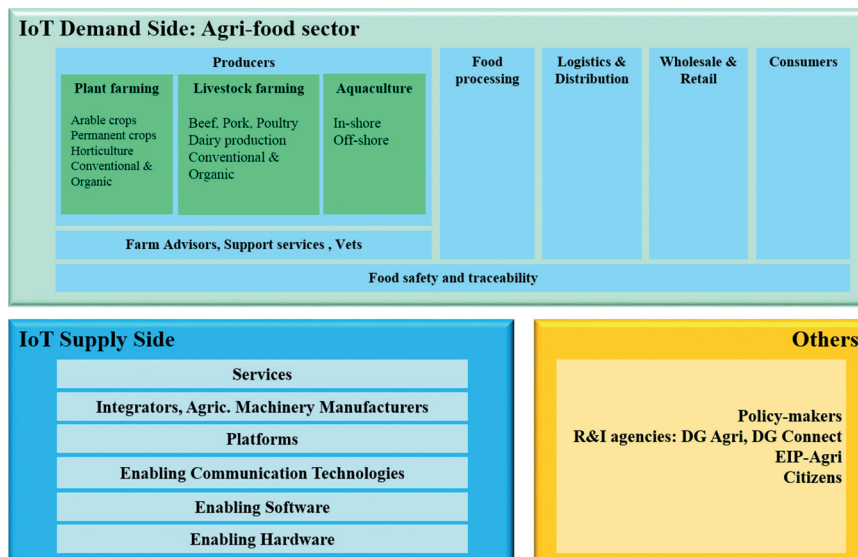 IoT Demand Side: Agri-food sector
Producers
Plant farming
Arable crops
Permanent crops
Horticulture
Conventional &
Organic
Livestock farming
Beef, Pork, Poultry
Dairy production
Conventional &
Organic
Aquaculture
In-shore
Off-shore
Food
processing
Logistics &
Distribution
Wholesale &
Retail
Consumers
Farm Advisors, Support services , Vets
Food safety and traceability
IoT Supply Side
Services
Integrators, Agric. Machinery Manufacturers
Platforms
Enabling Communication Technologies
Enabling Software
Enabling Hardware
Others
Policy-makers
R&I agencies: DG Agri, DG Connect
EIP-Agri
Citizens